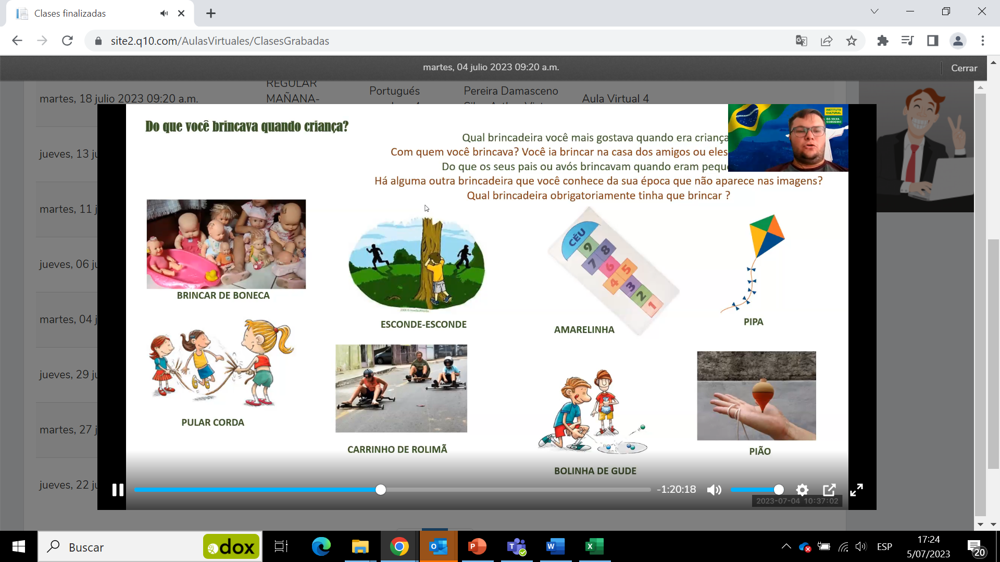 Clases finalizadas
site2.q10.com/AulasVirtuales/ClasesGrabadas
martes, 04 julio 2023 09:20 a.m.
Cerrar
martes, 18 julio 2023 09:20 a.m.
REGULAR
MAÑANA-
Portugués
Pereira Damasceno
Aula Virtual 4
jueves, 13 ju
martes, 11 j
jueves, 06 ju
martes, 04 j
jueves, 29 ju
martes, 27 j
jueves, 22 ju
Do que você brincava quando criança?
Qual brincadeira você mais gostava quando era criança
Com quem você brincava? Você ia brincar na casa dos amigos ou eles
Do que os seus pais ou avós brincavam quando eram pequ
Há alguma outra brincadeira que você conhece da sua época que não aparece nas imagens?
Qual brincadeira obrigatoriamente tinha que brincar ?
INSTITUTO
CULTURAL
DA SILVA
CORDEIRO
BRINCAR DE BONECA
ESCONDE-ESCONDE
CÉU
9 8
7
6
5
4
3
2
1
AMARELINHA
PIPA
PULAR CORDA
CARRINHO DE ROLIMÃ
BOLINHA DE GUDE
PIÃO
-1:20:18
2023-07-04 10:37:02
Buscar
dox
ESP
17:24
5/07/2023
20